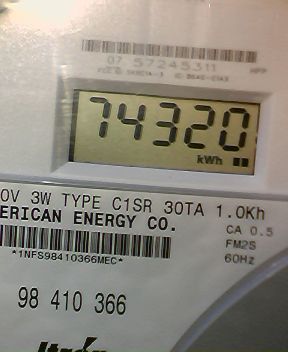 07 57245311
74320
kWh
0V 3W TYPE C1SR 30TA 1.0Kh
ERICAN ENERGY CO.
CA 0.5
FM2S
*1NFS98410366MEC*
60Hz
98 410 366
Itrón